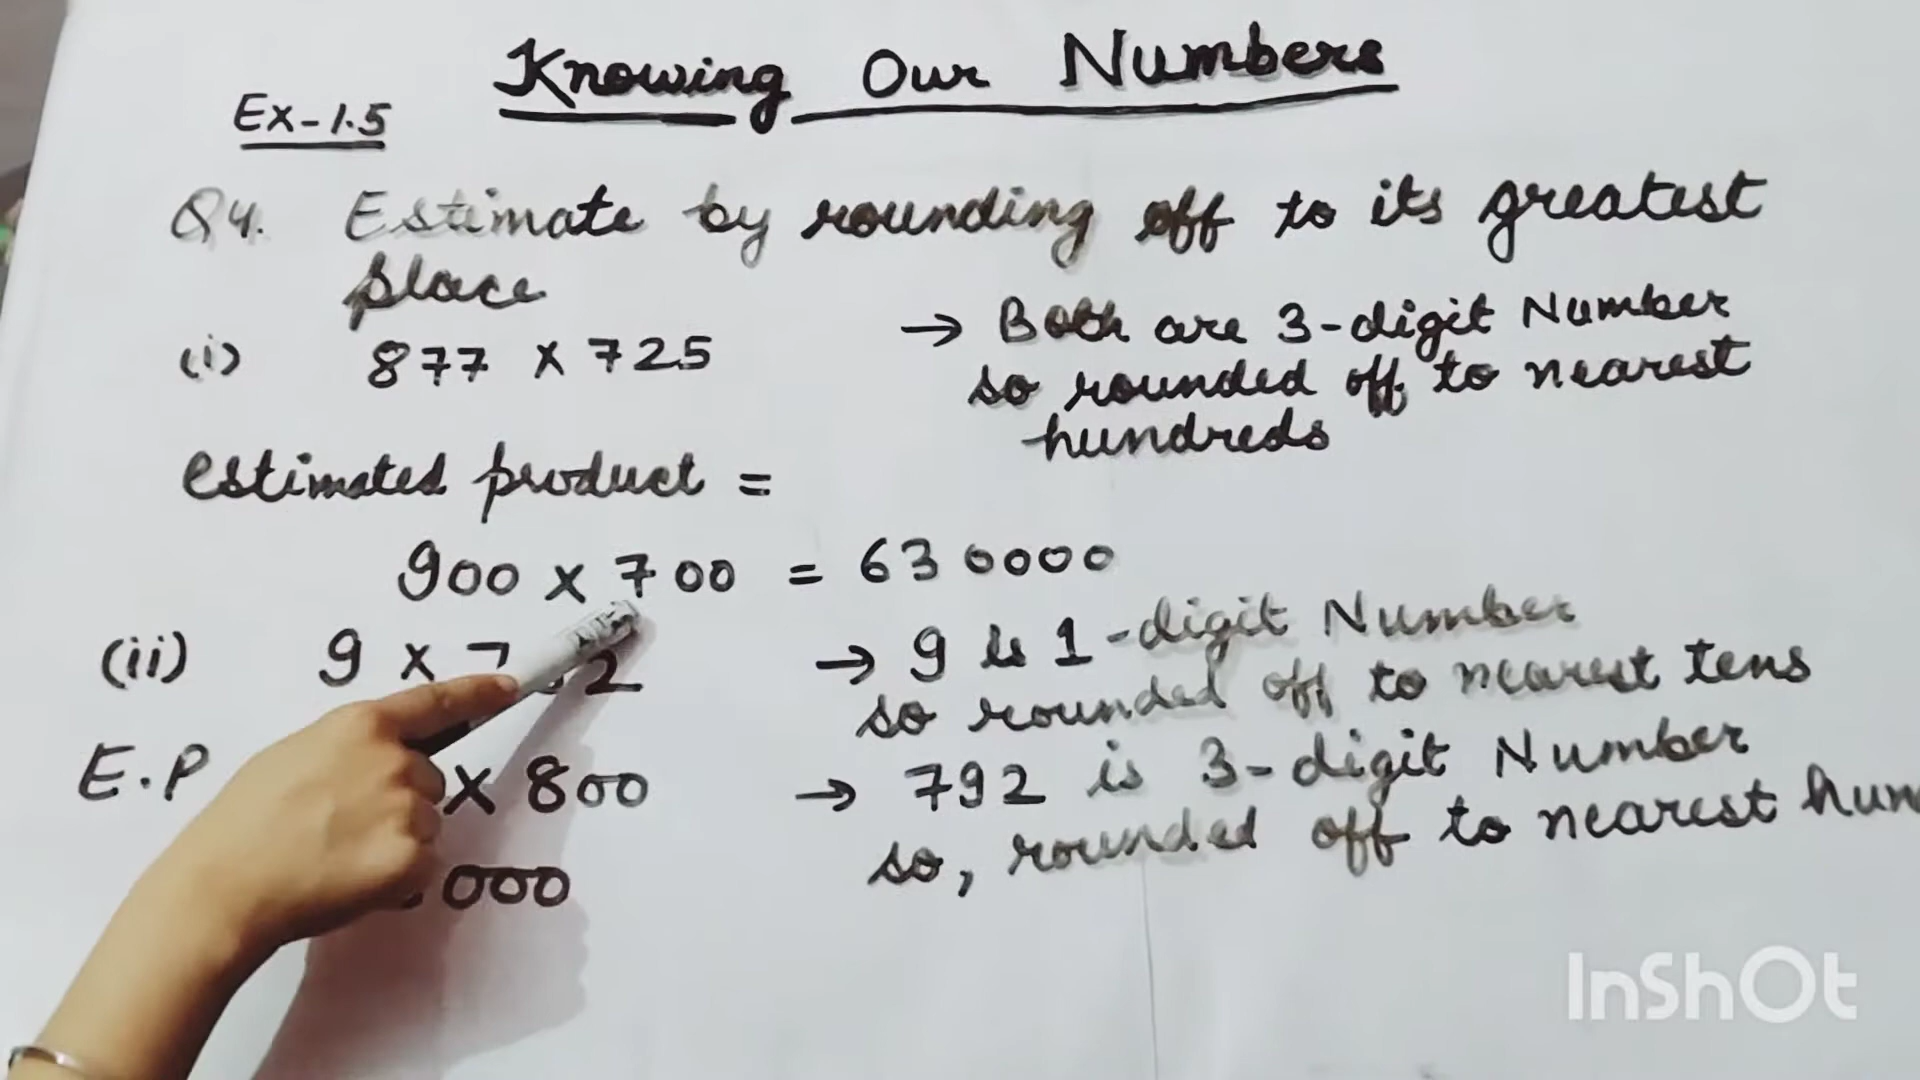 Knowing Our Numbers
Ex-1.5
Q4. Estimate by rounding off to its greatest
place
(i) 877 x 725
→ Both are 3-digit Number
so rounded off to nearest
hundreds
estimated product =
900 x 700 = 630000
(ii) 9 x 7 2
→ 9 is 1-digit Number
so rounded off to nearest tens
E.P x 800
→ 792 is 3-digit Number
so, rounded off to nearest hun
000
InShOt